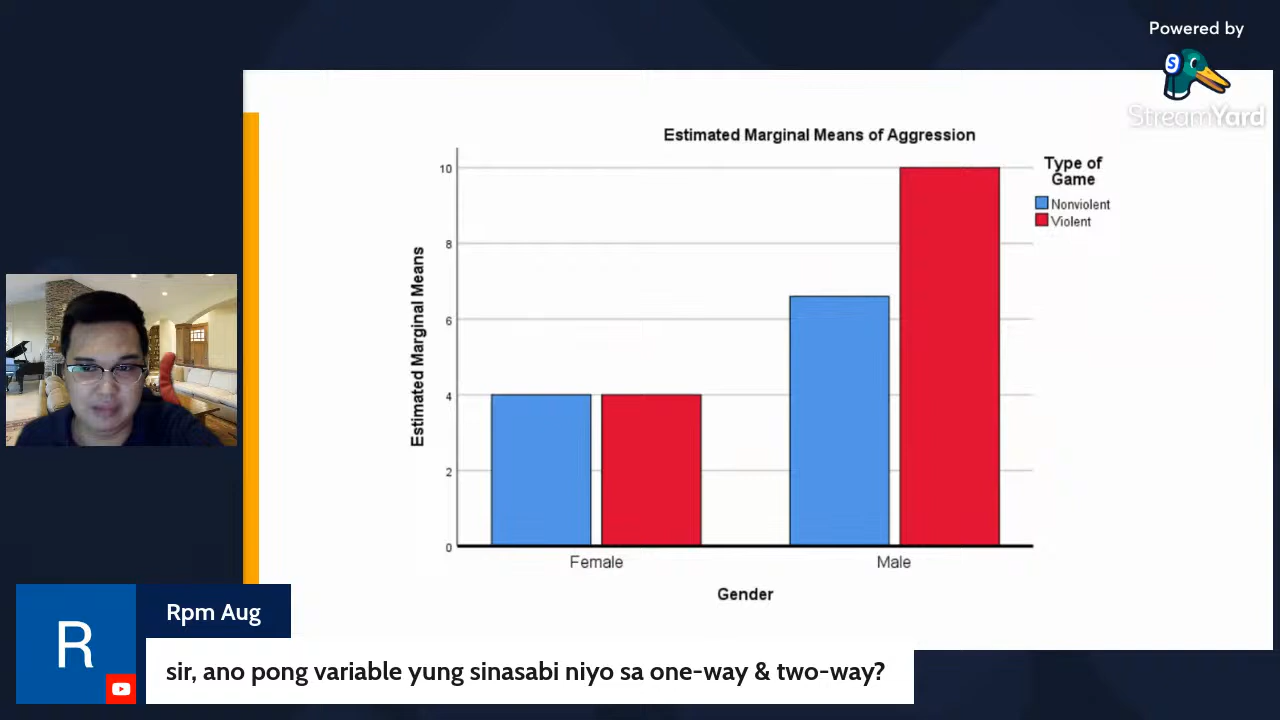 Powered by
StreamYard
Estimated Marginal Means of Aggression
Type of
Game
Nonviolent
Violent
Estimated Marginal Means
10
8
6
4
2
0
Female
Male
Gender
R
Rpm Aug
sir, ano pong variable yung sinasabi niyo sa one-way & two-way?